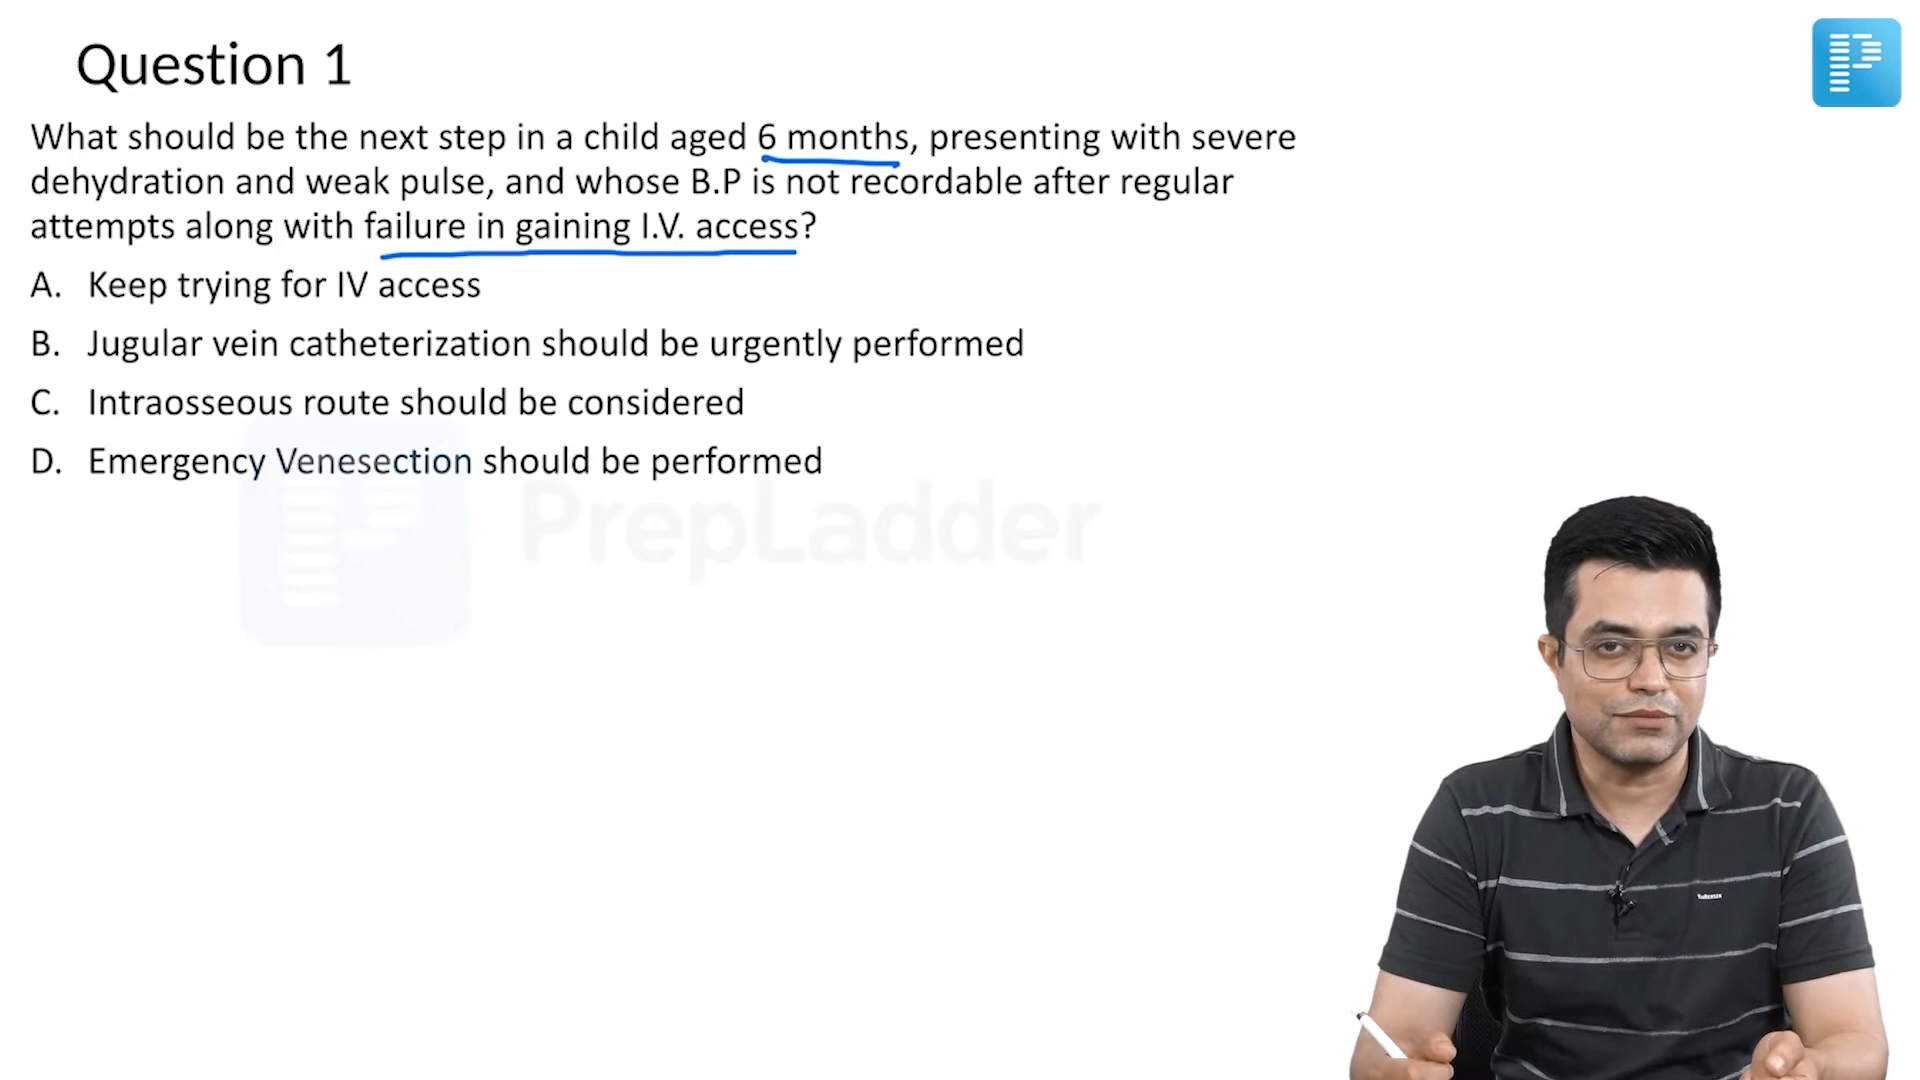 Question 1
What should be the next step in a child aged 6 months, presenting with severe
dehydration and weak pulse, and whose B.P is not recordable after regular
attempts along with failure in gaining I.V. access?
A. Keep trying for IV access
B. Jugular vein catheterization should be urgently performed
C. Intraosseous route should be considered
D. Emergency Venesection should be performed
PrepLadder